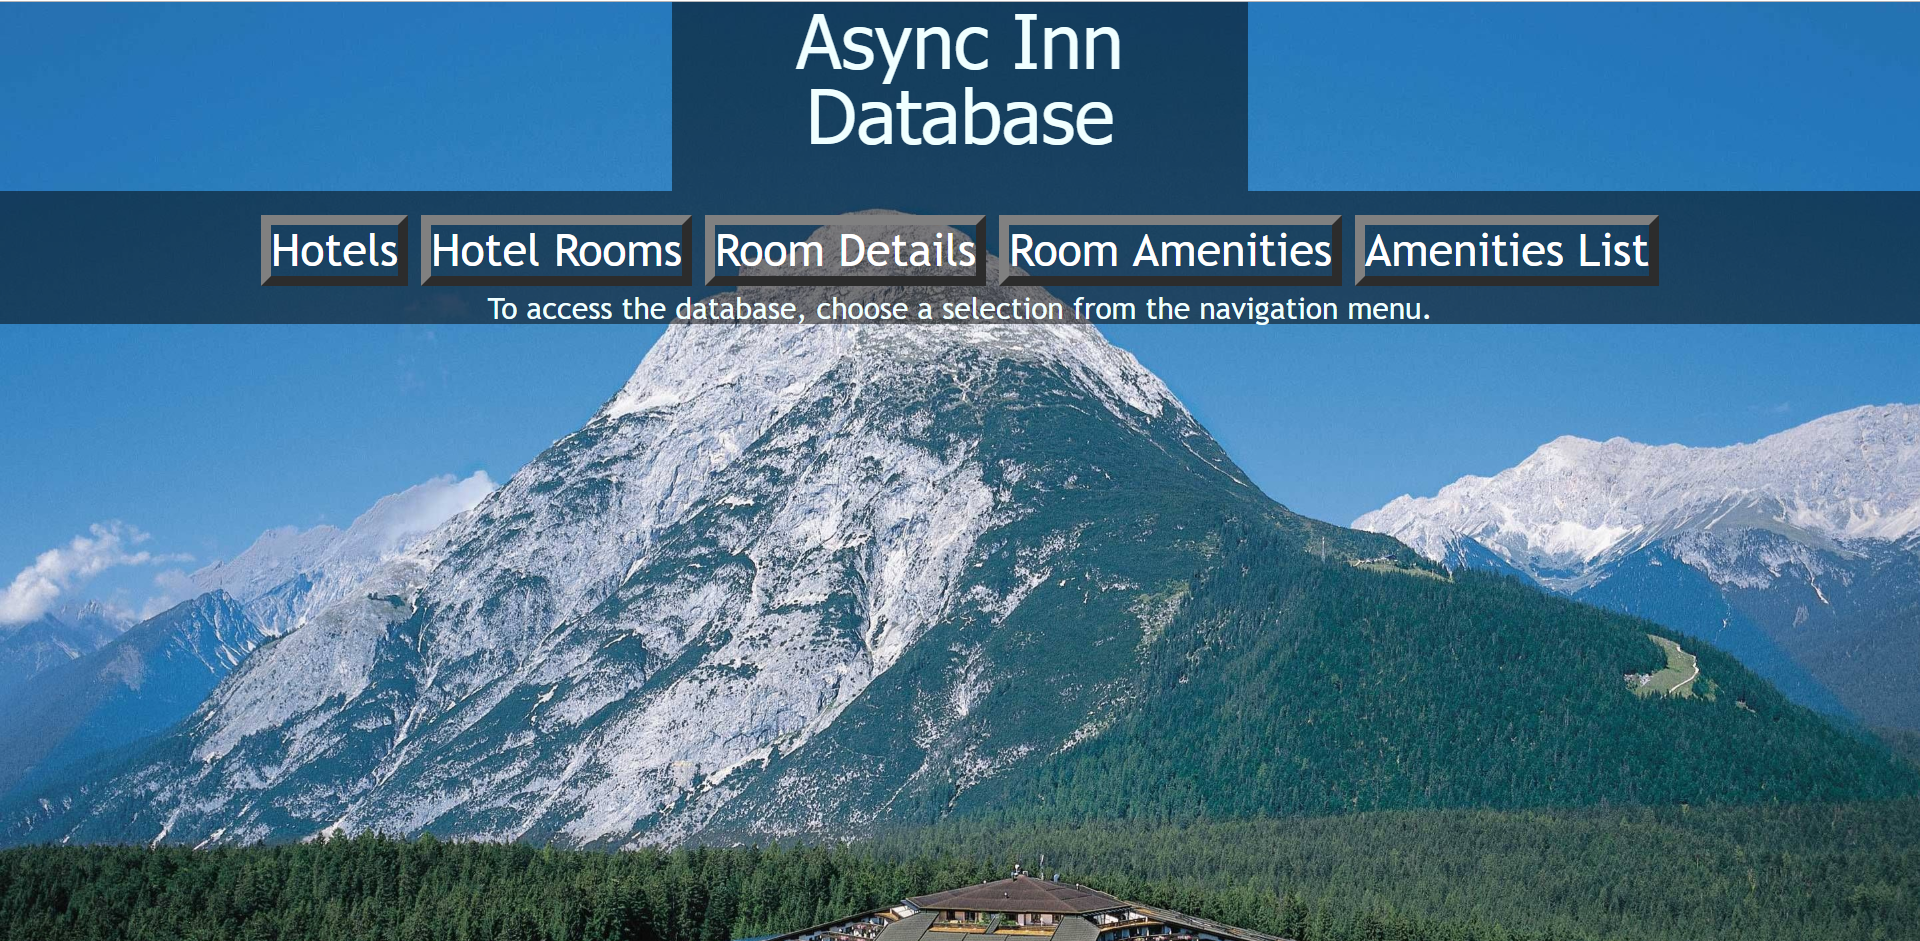 Async Inn
Database
Hotels Hotel Rooms Room Details Room Amenities Amenities List
To access the database, choose a selection from the navigation menu.